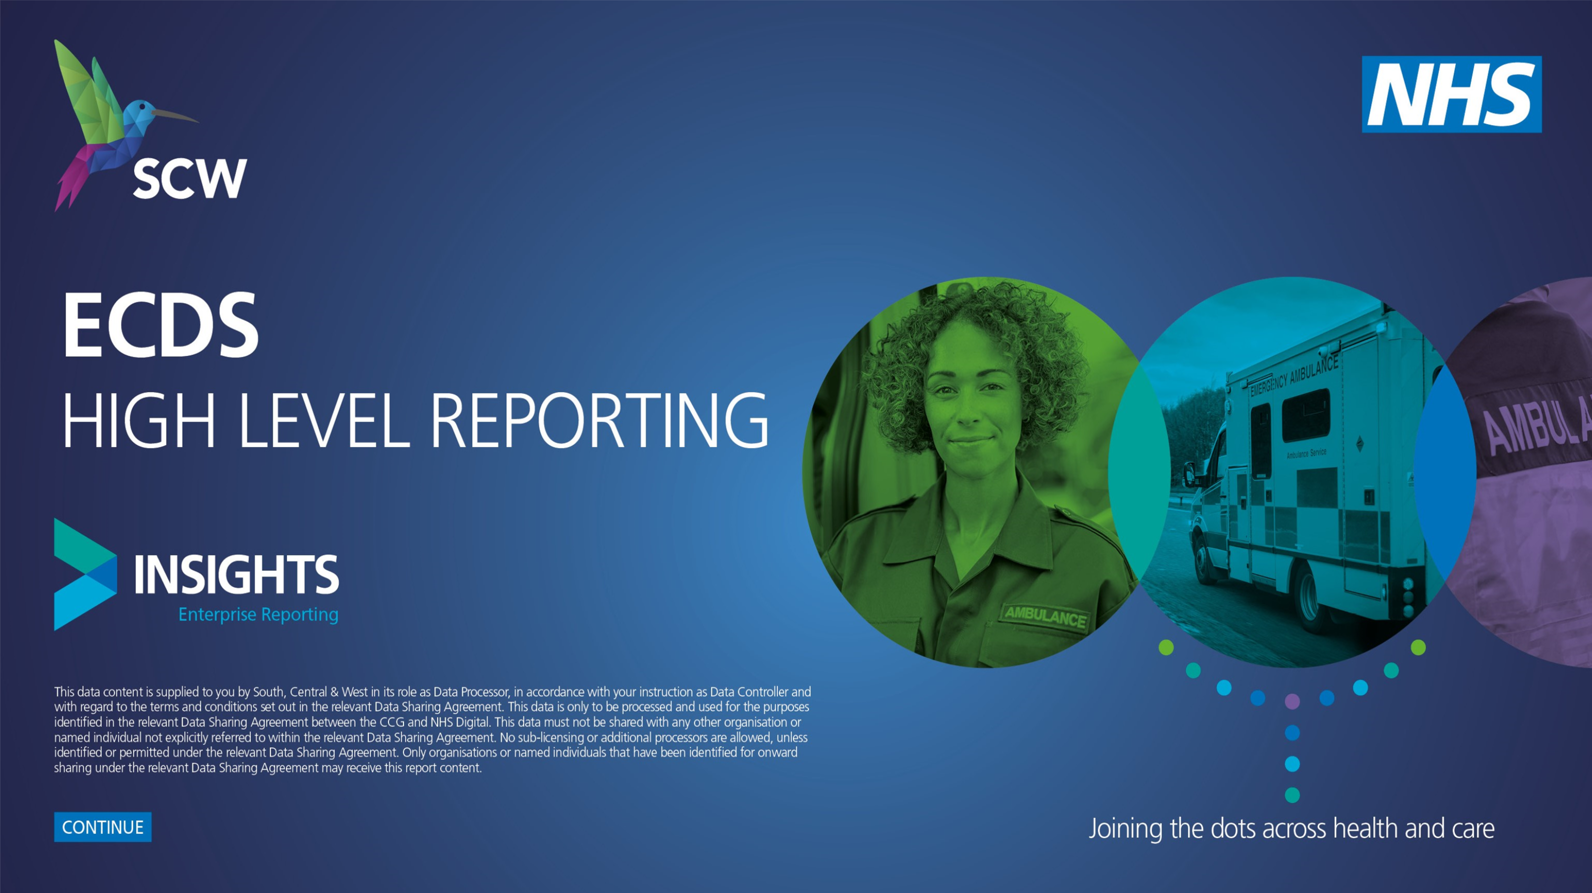 SCW
NHS
ECDS
HIGH LEVEL REPORTING
EMERGENCY AMBULANCE
Ambulance Service
AMBULANCE
AMBULA
INSIGHTS
Enterprise Reporting
This data content is supplied to you by South, Central & West in its role as Data Processor, in accordance with your instruction as Data Controller and
with regard to the terms and conditions set out in the relevant Data Sharing Agreement. This data is only to be processed and used for the purposes
identified in the relevant Data Sharing Agreement between the CCG and NHS Digital. This data must not be shared with any other organisation or
named individual not explicitly referred to within the relevant Data Sharing Agreement. No sub-licensing or additional processors are allowed, unless
identified or permitted under the relevant Data Sharing Agreement. Only organisations or named individuals that have been identified for onward
sharing under the relevant Data Sharing Agreement may receive this report content.
CONTINUE
Joining the dots across health and care